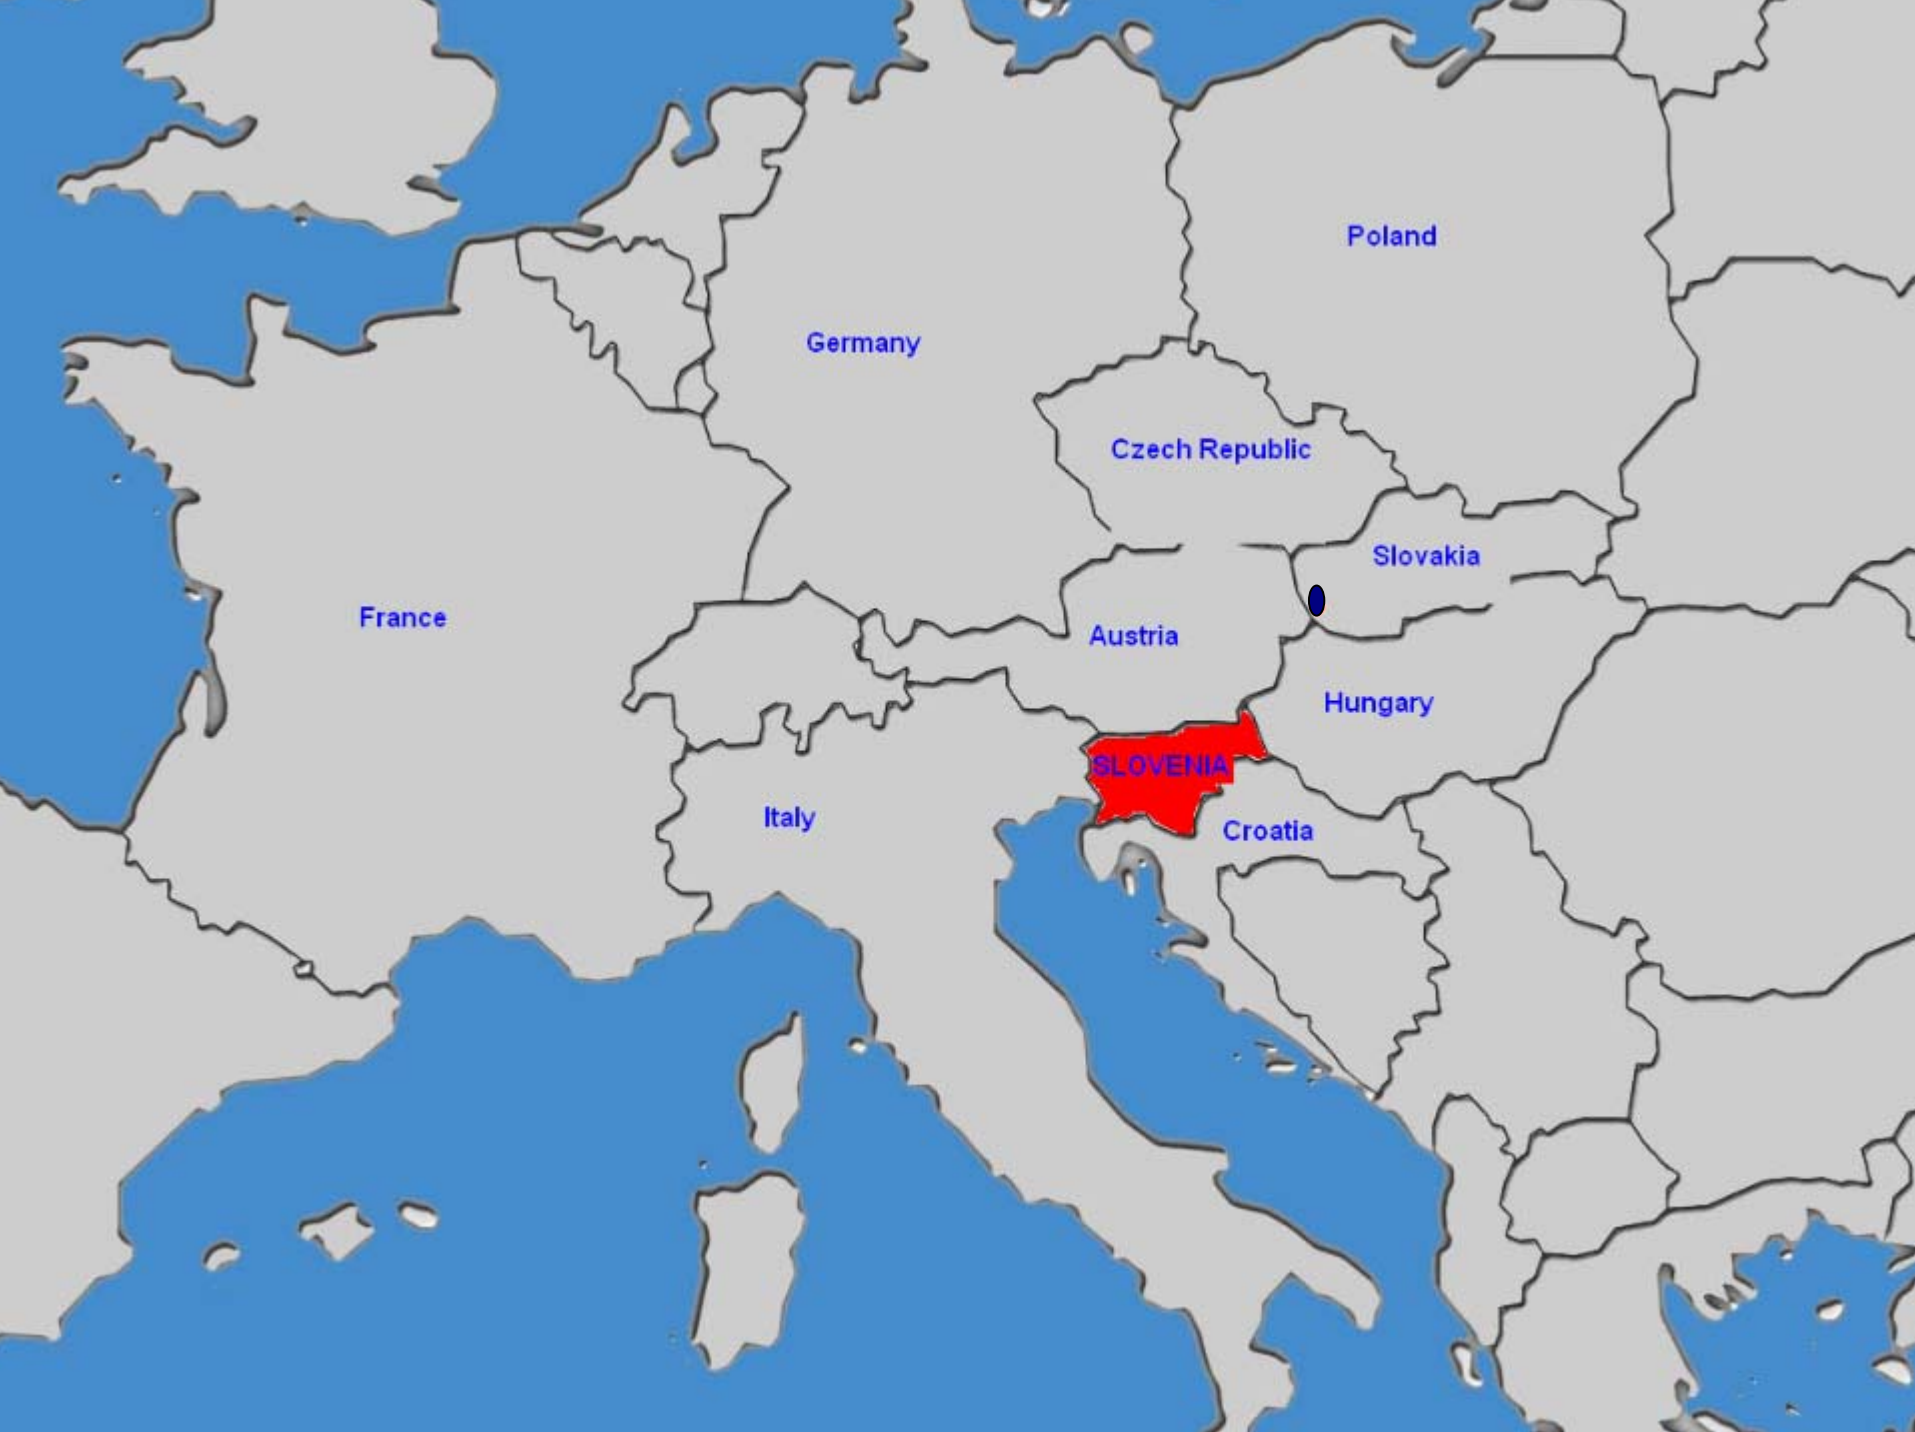 Poland
Germany
Czech Republic
Slovakia
France
Austria
Hungary
SLOVENIA
Italy
Croatia